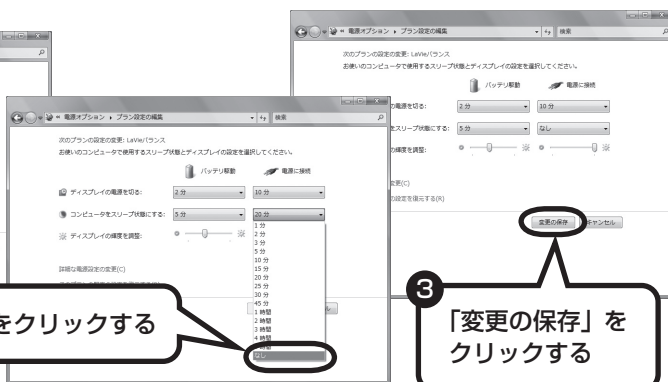 電源オプション ▸ プラン設定の編集
検索
次のプランの設定の変更: LaVieバランス
お使いのコンピュータで使用するスリープ状態とディスプレイの設定を選択してください。
バッテリ駆動
電源に接続
ディスプレイの電源を切る:
2 分
10 分
コンピュータをスリープ状態にする:
5 分
20 分
ディスプレイの輝度を調整:
1 分
2 分
3 分
5 分
10 分
15 分
20 分
25 分
30 分
45 分
1 時間
2 時間
3 時間
4 時間
なし
詳細な電源設定の変更(C)
をクリックする
電源オプション ▸ プラン設定の編集
検索
次のプランの設定の変更: LaVieバランス
お使いのコンピュータで使用するスリープ状態とディスプレイの設定を選択してください。
バッテリ駆動
電源に接続
の電源を切る:
2 分
10 分
をスリープ状態にする:
5 分
なし
の輝度を調整:
変更(C)
の設定を復元する(R)
変更の保存
キャンセル
3
「変更の保存」を
クリックする